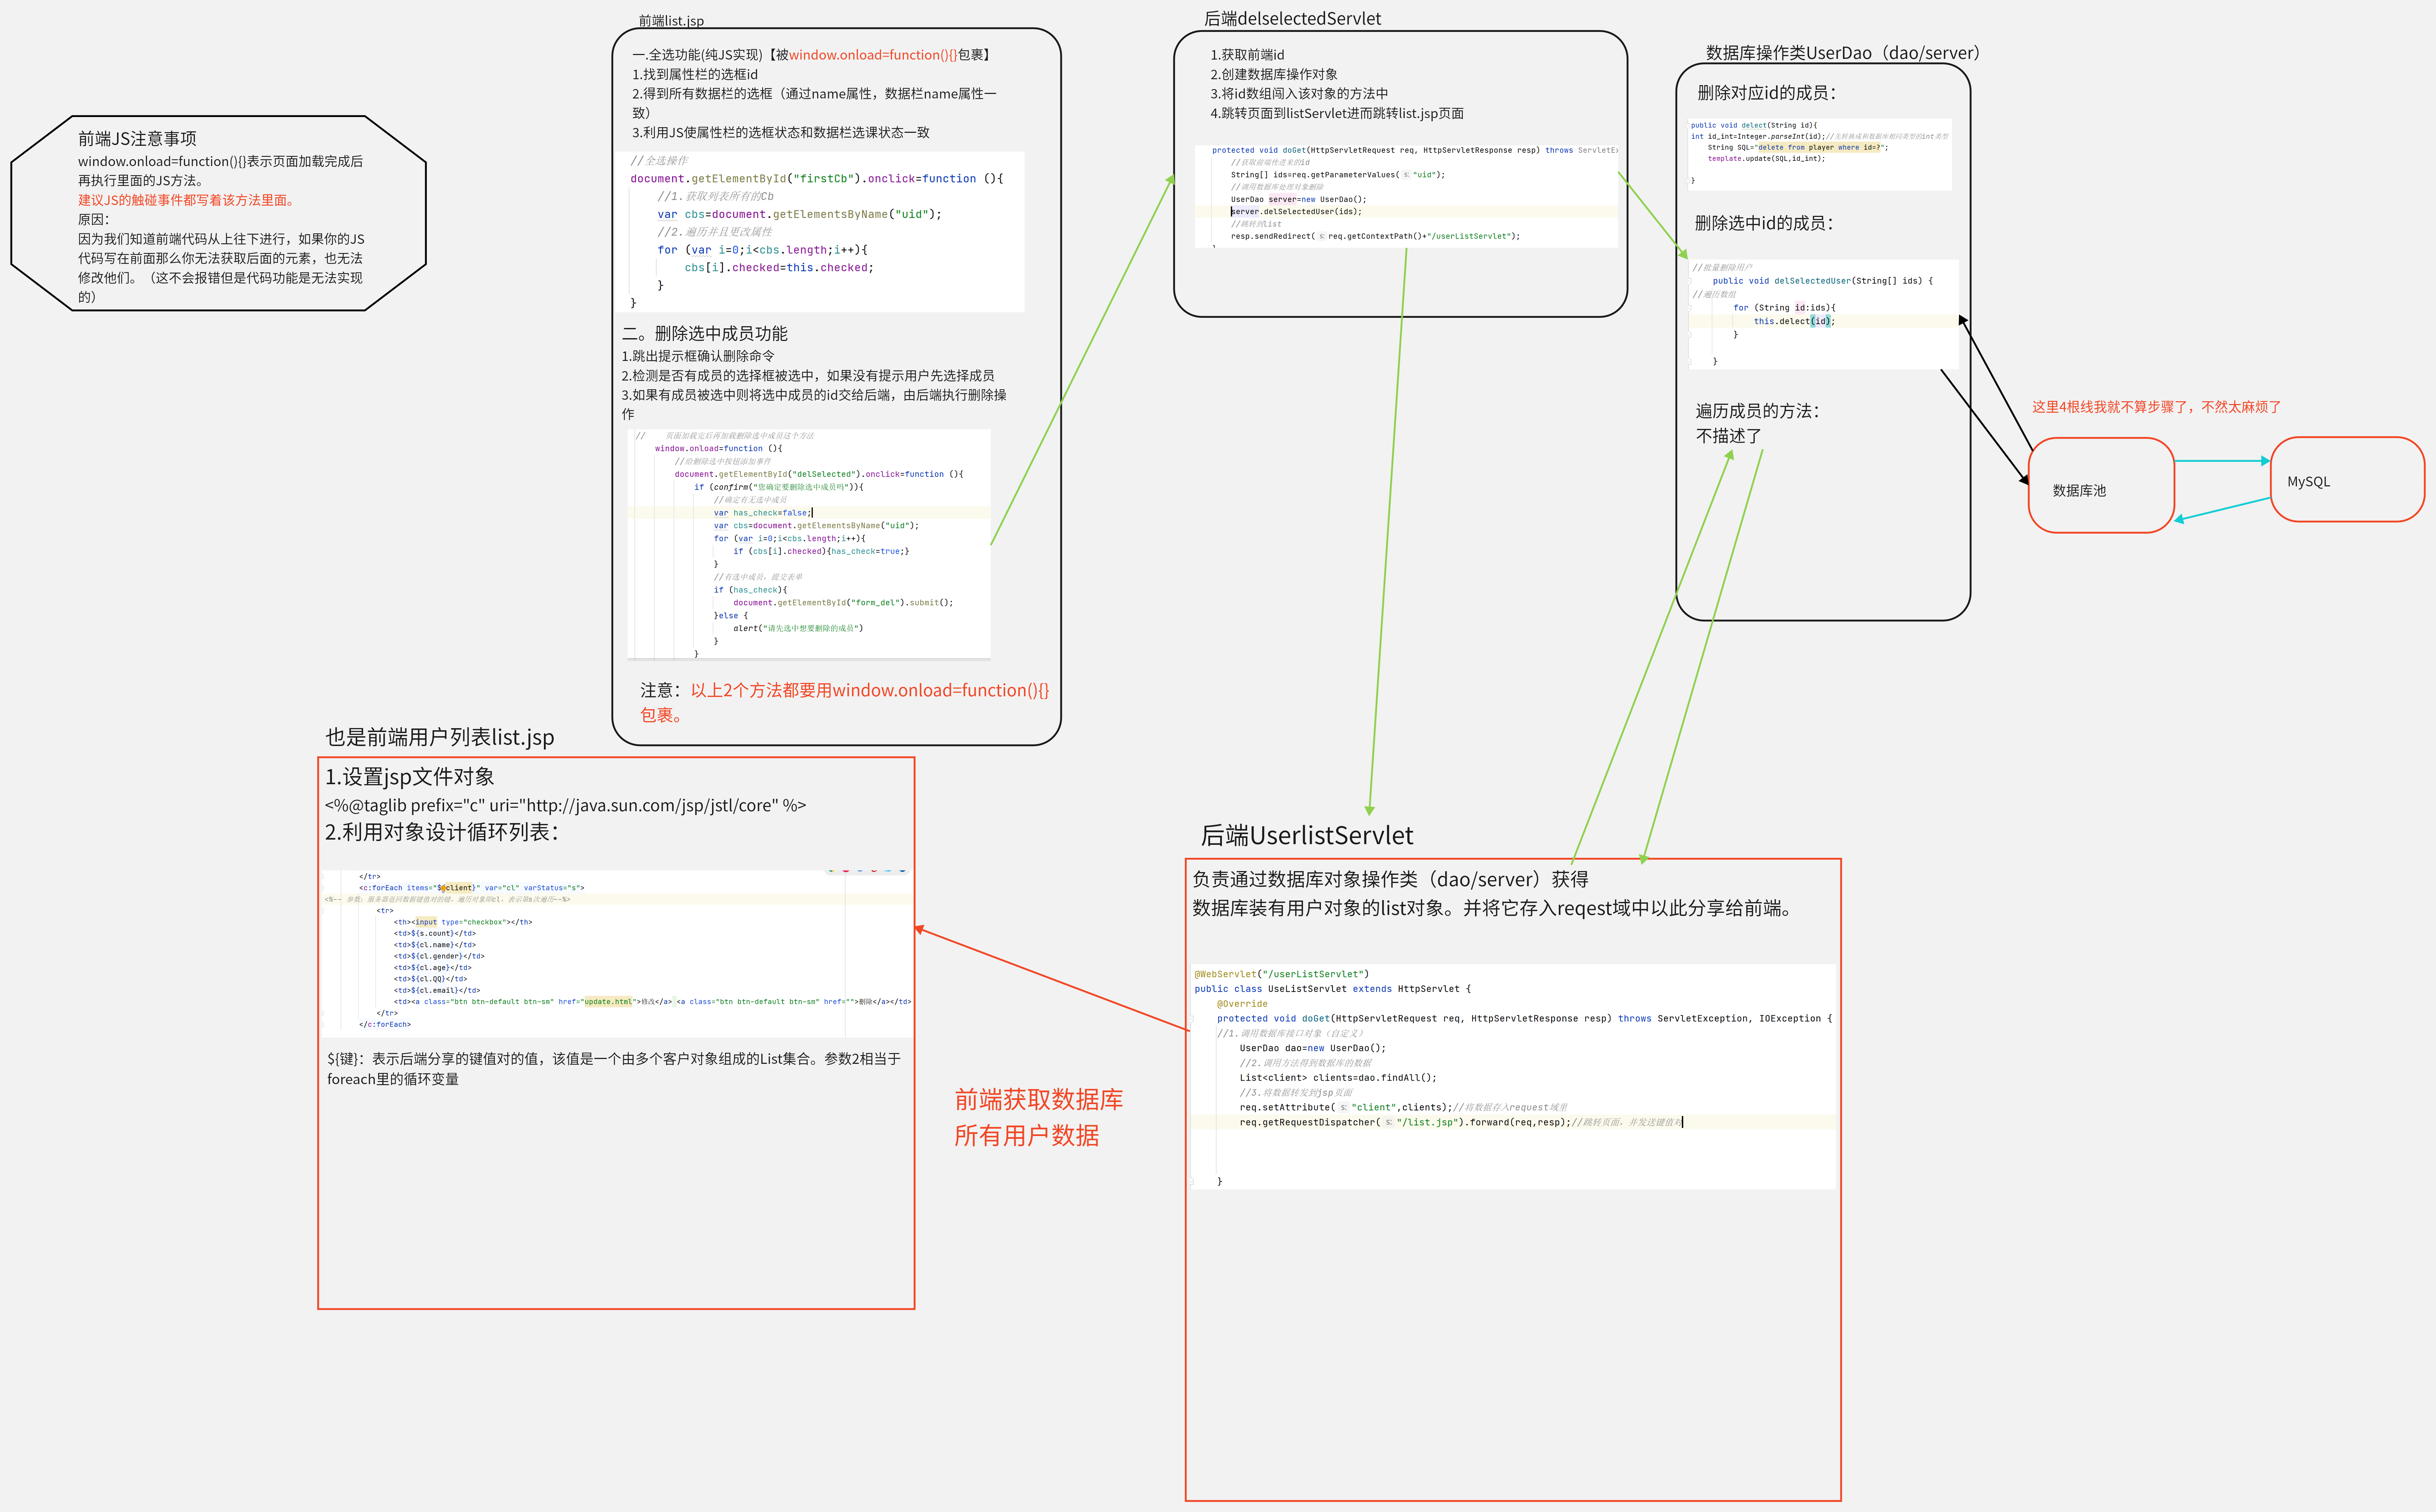 前端JS注意事项
window.onload=function(){}表示页面加载完成后
再执行里面的JS方法。
建议JS的触碰事件都写着该方法里面。
原因：
因为我们知道前端代码从上往下进行，如果你的JS
代码写在前面那么你无法获取后面的元素，也无法
修改他们。（这不会报错但是代码功能是无法实现
的）
前端list.jsp
一.全选功能(纯JS实现)【被window.onload=function(){}包裹】
1.找到属性栏的选框id
2.得到所有数据栏的选框（通过name属性，数据栏name属性一
致）
3.利用JS使属性栏的选框状态和数据栏选课状态一致
//全选操作
document.getElementById("firstCb").onclick=function (){
//1.获取列表所有的Cb
var cbs=document.getElementsByName("uid");
//2.遍历并且更改属性
for (var i=0;i<cbs.length;i++){
cbs[i].checked=this.checked;
}
}
二。删除选中成员功能
1.跳出提示框确认删除命令
2.检测是否有成员的选择框被选中，如果没有提示用户先选择成员
3.如果有成员被选中则将选中成员的id交给后端，由后端执行删除操
作
// 页面加载完后再加载删除选中成员这个方法
window.onload=function (){
//给删除选中按钮添加事件
document.getElementById("delSelected").onclick=function (){
if (confirm("您确定要删除选中成员吗")){
//确定有无选中成员
var has_check=false;
var cbs=document.getElementsByName("uid");
for (var i=0;i<cbs.length;i++){
if (cbs[i].checked){has_check=true;}
}
//有选中成员，提交表单
if (has_check){
document.getElementById("form_del").submit();
}else {
alert("请先选中想要删除的成员")
}
}
注意：以上2个方法都要用window.onload=function(){}
包裹。
后端delselectedServlet
1.获取前端id
2.创建数据库操作对象
3.将id数组闯入该对象的方法中
4.跳转页面到listServlet进而跳转list.jsp页面
protected void doGet(HttpServletRequest req, HttpServletResponse resp) throws ServletEx
//获取前端传进来的id
String[] ids=req.getParameterValues( s: "uid");
//调用数据库处理对象删除
UserDao server=new UserDao();
server.delSelectedUser(ids);
//跳转到list
resp.sendRedirect( s: req.getContextPath()+"/userListServlet");
数据库操作类UserDao（dao/server）
删除对应id的成员：
public void delect(String id){
int id_int=Integer.parseInt(id);//先转换成和数据库相同类型的int类型
String SQL="delete from player where id=?";
template.update(SQL,id_int);
}
删除选中id的成员：
//批量删除用户
public void delSelectedUser(String[] ids) {
//遍历数组
for (String id:ids){
this.delect(id);
}
}
遍历成员的方法：
不描述了
这里4根线我就不算步骤了，不然太麻烦了
数据库池
MySQL
也是前端用户列表list.jsp
1.设置jsp文件对象
<%@taglib prefix="c" uri="http://java.sun.com/jsp/jstl/core" %>
2.利用对象设计循环列表：
</tr>
<c:forEach items="${client}" var="cl" varStatus="s">
<tr>
<th><input type="checkbox"></th>
<td>${s.count}</td>
<td>${cl.name}</td>
<td>${cl.gender}</td>
<td>${cl.age}</td>
<td>${cl.QQ}</td>
<td>${cl.email}</td>
<td><a class="btn btn-default btn-sm" href="update.html">修改</a> <a class="btn btn-default btn-sm" href="">删除</a></td>
</tr>
</c:forEach>
${键}：表示后端分享的键值对的值，该值是一个由多个客户对象组成的List集合。参数2相当于
foreach里的循环变量
前端获取数据库
所有用户数据
后端UserlistServlet
负责通过数据库对象操作类（dao/server）获得
数据库装有用户对象的list对象。并将它存入reqest域中以此分享给前端。
@WebServlet("/userListServlet")
public class UseListServlet extends HttpServlet {
@Override
protected void doGet(HttpServletRequest req, HttpServletResponse resp) throws ServletException, IOException {
//1.调用数据库接口对象（自定义）
UserDao dao=new UserDao();
//2.调用方法得到数据库的数据
List<client> clients=dao.findAll();
//3.将数据转发到jsp页面
req.setAttribute( s: "client",clients);//将数据存入request域里
req.getRequestDispatcher( s: "/list.jsp").forward(req,resp);//跳转页面，并发送键值对
}